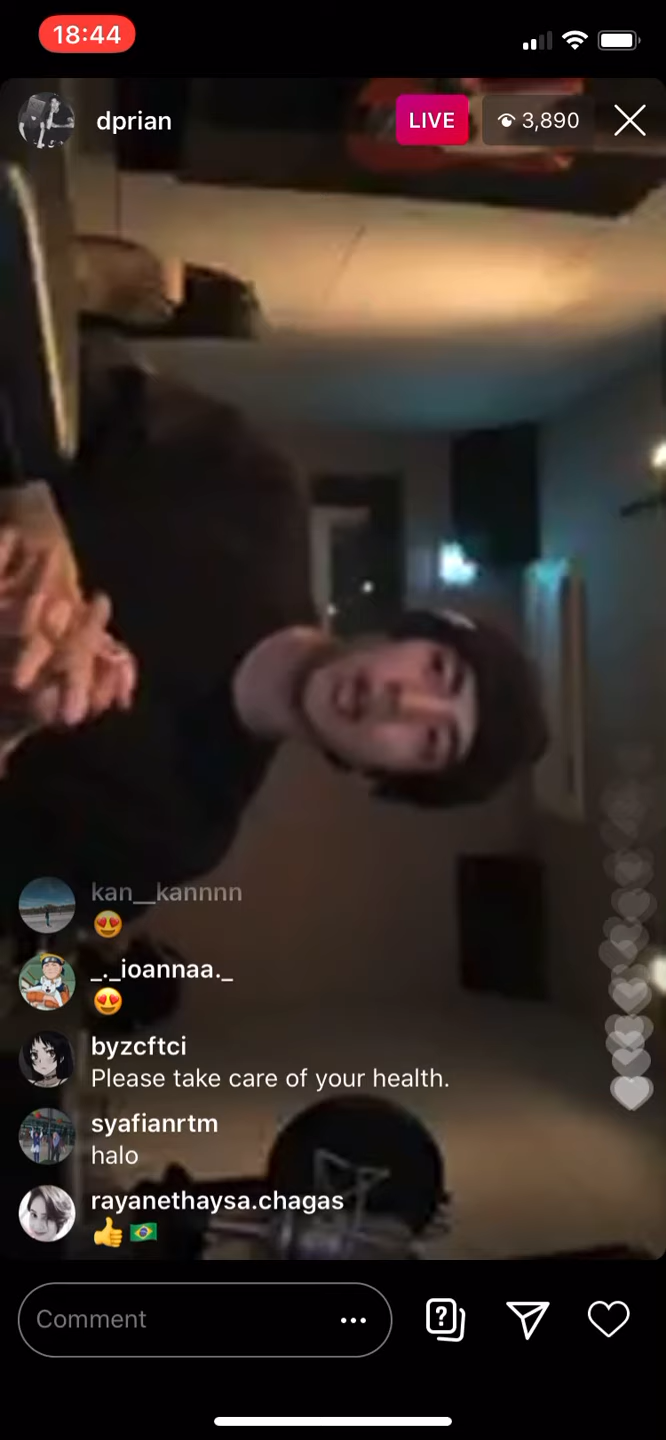 18:44
dprian
LIVE
3,890
kan__kannnn
😍
_._ioannaa._
😍
byzcftci
Please take care of your health.
syafianrtm
halo
rayanethaysa.chagas
👍🇧🇷
Comment